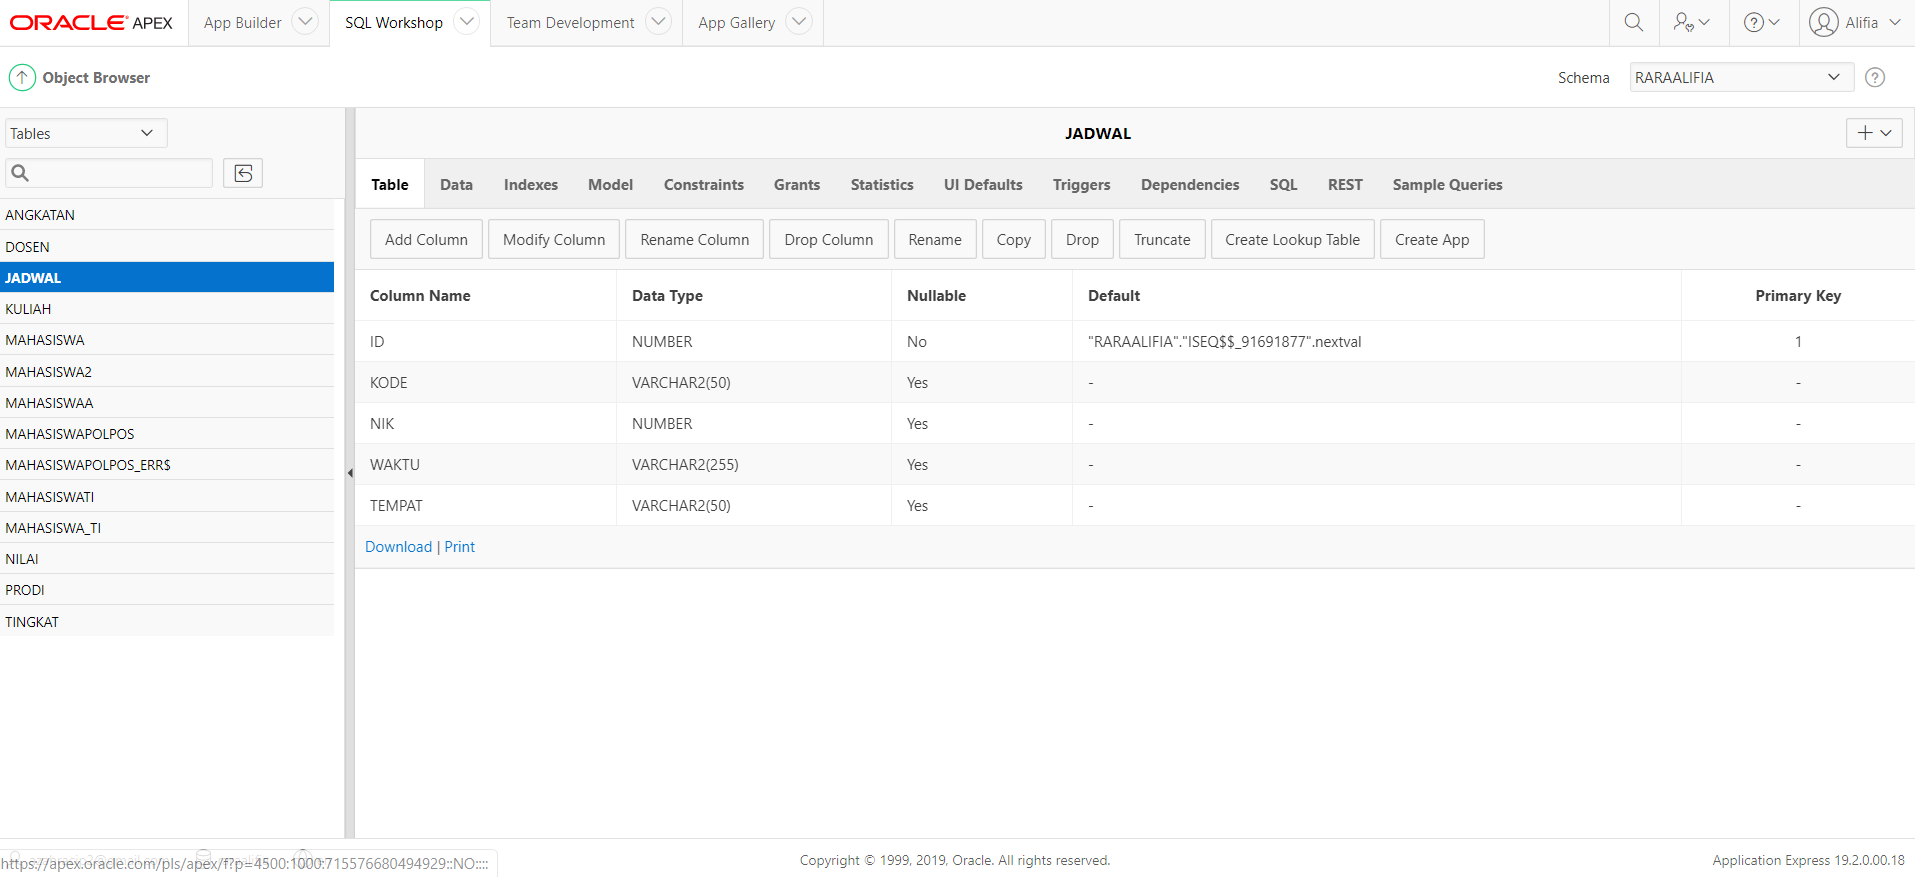 ORACLE APEX App Builder SQL Workshop Team Development App Gallery Alifia
Object Browser Schema RARAALIFIA
Tables
JADWAL
Table Data Indexes Model Constraints Grants Statistics UI Defaults Triggers Dependencies SQL REST Sample Queries
Add Column Modify Column Rename Column Drop Column Rename Copy Drop Truncate Create Lookup Table Create App
ANGKATAN
DOSEN
JADWAL
KULIAH
MAHASISWA
MAHASISWA2
MAHASISWAA
MAHASISWAPOLPOS
MAHASISWAPOLPOS_ERR$
MAHASISWATI
MAHASISWA_TI
NILAI
PRODI
TINGKAT
Column Name Data Type Nullable Default Primary Key
ID NUMBER No "RARAALIFIA"."ISEQ$$_91691877".nextval 1
KODE VARCHAR2(50) Yes - -
NIK NUMBER Yes - -
WAKTU VARCHAR2(255) Yes - -
TEMPAT VARCHAR2(50) Yes - -
Download | Print
https://apex.oracle.com/pls/apex/f?p=4500:1000:715576680494929::NO::::
Copyright © 1999, 2019, Oracle. All rights reserved.
Application Express 19.2.0.00.18